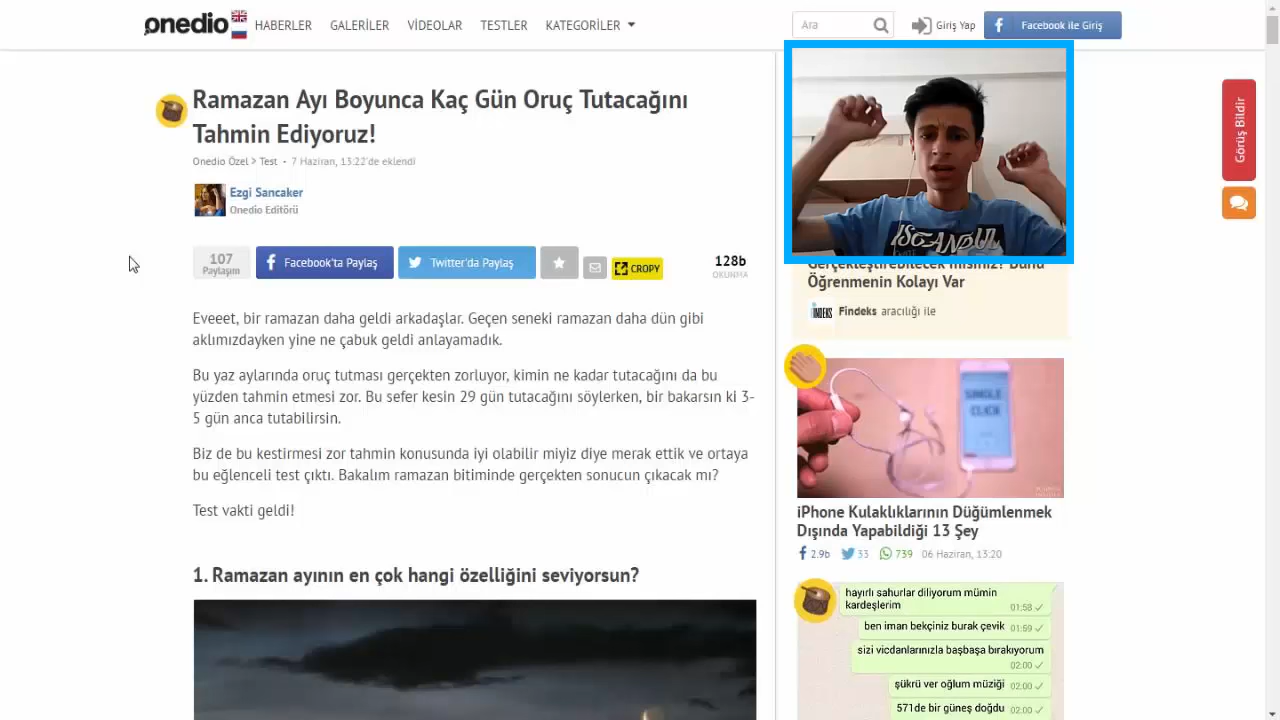 onedio HABERLER GALERİLER VİDEOLAR TESTLER KATEGORİLER Ara Giriş Yap Facebook ile Giriş
Ramazan Ayı Boyunca Kaç Gün Oruç Tutacağını
Tahmin Ediyoruz!
Onedio Özel > Test • 7 Haziran, 13:22'de eklendi
Ezgi Sancaker
Onedio Editörü
107
Paylaşım
Facebook'ta Paylaş
Twitter'da Paylaş
CROPY
128b
OKUNMA
Eveeet, bir ramazan daha geldi arkadaşlar. Geçen seneki ramazan daha dün gibi
aklımızdayken yine ne çabuk geldi anlayamadık.
Bu yaz aylarında oruç tutması gerçekten zorluyor, kimin ne kadar tutacağını da bu
yüzden tahmin etmesi zor. Bu sefer kesin 29 gün tutacağını söylerken, bir bakarsın ki 3-
5 gün anca tutabilirsin.
Biz de bu kestirmesi zor tahmin konusunda iyi olabilir miyiz diye merak ettik ve ortaya
bu eğlenceli test çıktı. Bakalım ramazan bitiminde gerçekten sonucun çıkacak mı?
Test vakti geldi!
1. Ramazan ayının en çok hangi özelliğini seviyorsun?
ISTANBUL
Gerçekleştirebilecek misiniz? Bunu
Öğrenmenin Kolayı Var
Findeks aracılığı ile
SINGLE
CLICK
iPhone Kulaklıklarının Düğümlenmek
Dışında Yapabildiği 13 Şey
2.9b 33 739 06 Haziran, 13:20
hayırlı sahurlar diliyorum mümin
kardeşlerim 01:58
ben iman bekçiniz burak çevik 01:59
sizi vicdanlarınızla başbaşa bırakıyorum
02:00
şükrü ver oğlum müziği 02:00
571de bir güneş doğdu 02:00
Görüş Bildir